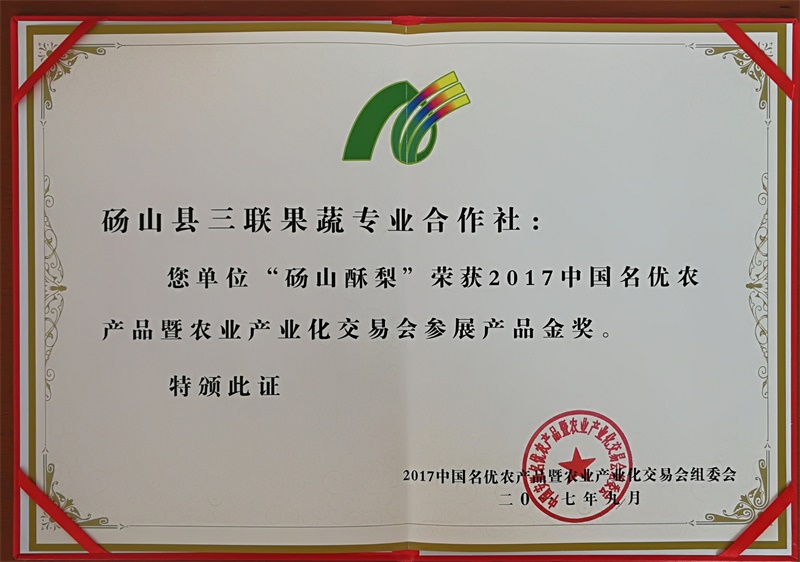 砀山县三联果蔬专业合作社：
您单位“砀山酥梨”荣获2017中国名优农
产品暨农业产业化交易会参展产品金奖。
特颁此证
2017中国名优农产品暨农业产业化交易会组委会
二〇一七年九月